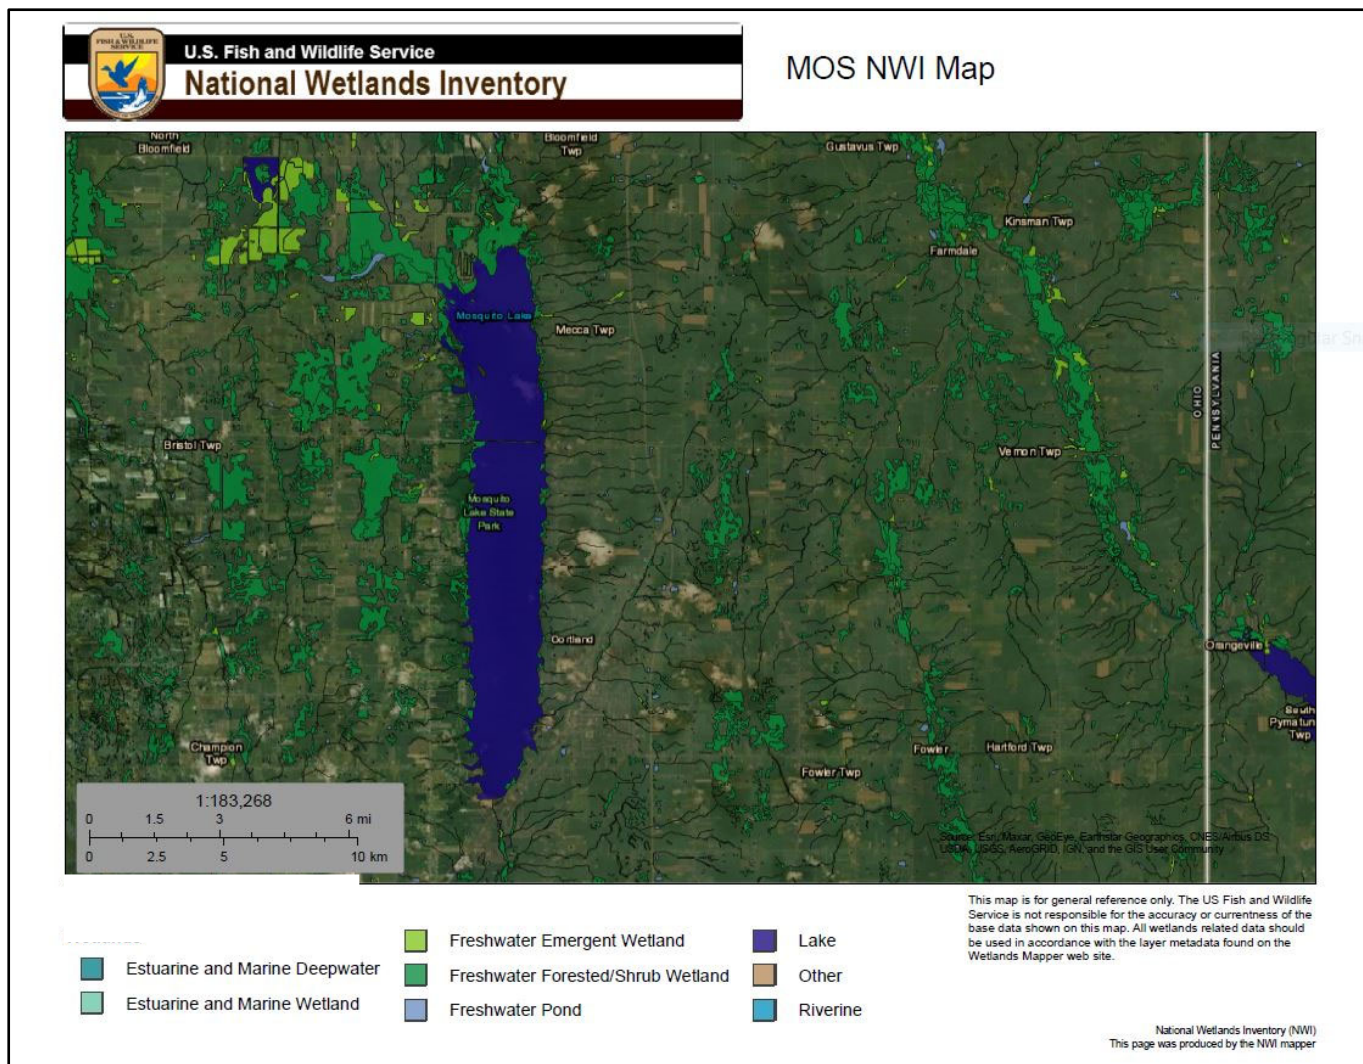 U.S.
FISH & WILDLIFE
SERVICE
U.S. Fish and Wildlife Service
National Wetlands Inventory
MOS NWI Map
North
Bloomfield
Bloomfield
Twp
Gustavus Twp
Kinsman Twp
Farmdale
Mosquito Lake
Mecca Twp
OHIO
PENNSYLVANIA
Bristol Twp
Vernon Twp
Mosquito
Lake State
Park
Cortland
Orangeville
South
Pymatun
Twp
Champion
Twp
Fowler
Hartford Twp
Fowler Twp
1:183,268
0 1.5 3 6 mi
0 2.5 5 10 km
Source: Esri, Maxar, GeoEye, Earthstar Geographics, CNES/Airbus DS,
USDA, USGS, AeroGRID, IGN, and the GIS User Community
This map is for general reference only. The US Fish and Wildlife
Service is not responsible for the accuracy or currentness of the
base data shown on this map. All wetlands related data should
be used in accordance with the layer metadata found on the
Wetlands Mapper web site.
Estuarine and Marine Deepwater
Estuarine and Marine Wetland
Freshwater Emergent Wetland
Freshwater Forested/Shrub Wetland
Freshwater Pond
Lake
Other
Riverine
National Wetlands Inventory (NWI)
This page was produced by the NWI mapper